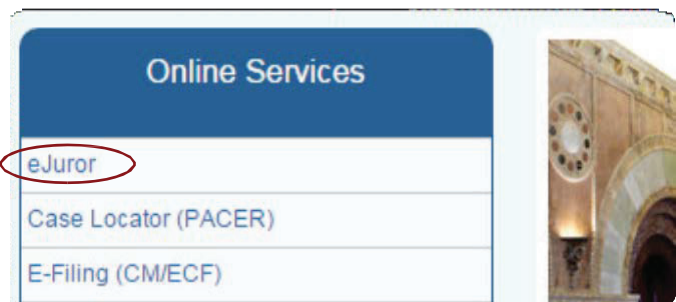 Online Services
eJuror
Case Locator (PACER)
E-Filing (CM/ECF)